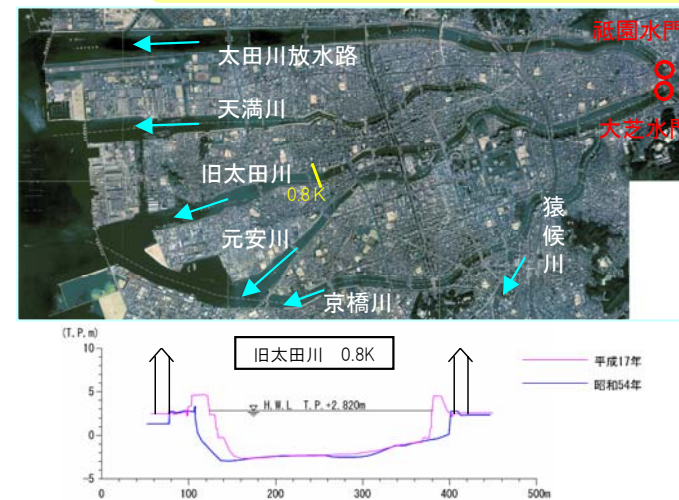 祇園水門
太田川放水路
天満川
大芝水門
旧太田川
0.8K
猿候川
元安川
京橋川
(T.P.m)
旧太田川 0.8K
平成17年
昭和54年
H.W.L T.P.+2.820m
10
5
0
-5
0
100
200
300
400
500m